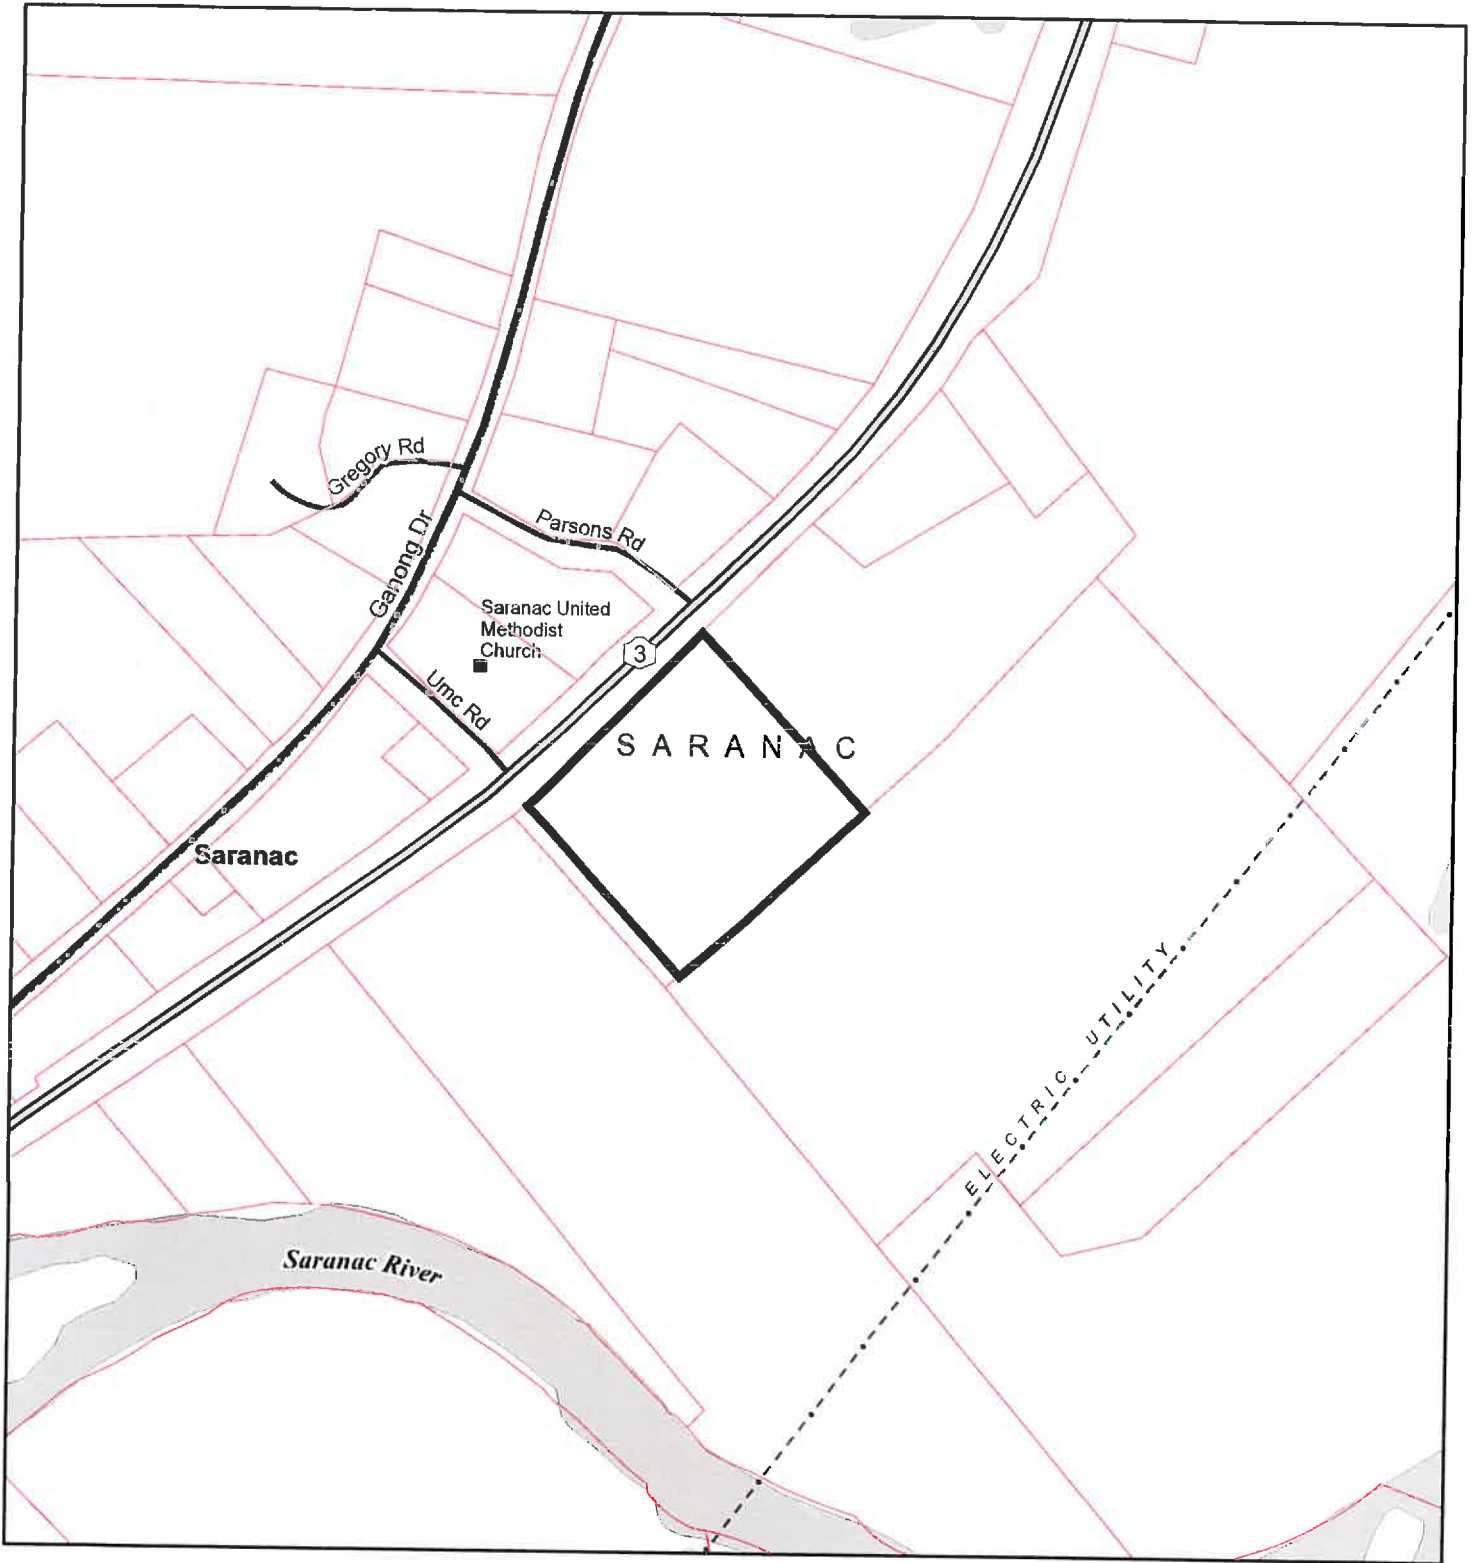 Gregory Rd
Parsons Rd
Ganong Dr
Saranac United
Methodist
Church
3
Umc Rd
SARANAC
Saranac
ELECTRIC UTILITY
Saranac River